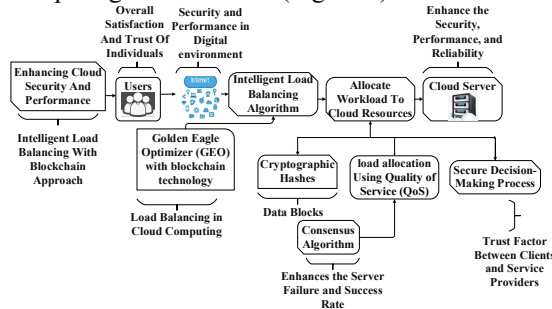 Overall
Satisfaction
And Trust Of
Individuals
Security and
Performance in
Digital
environment
Enhance the
Security,
Performance, and
Reliability
Enhancing Cloud
Security And
Performance
Users
Internet
Intelligent Load
Balancing
Algorithm
Allocate
Workload To
Cloud Resources
Cloud Server
Intelligent Load
Balancing With
Blockchain
Approach
Golden Eagle
Optimizer (GEO)
with blockchain
technology
Load Balancing in
Cloud Computing
Cryptographic
Hashes
Data Blocks
load allocation
Using Quality of
Service (QoS)
Secure Decision-
Making Process
Consensus
Algorithm
Enhances the Server
Failure and Success
Rate
Trust Factor
Between Clients
and Service
Providers